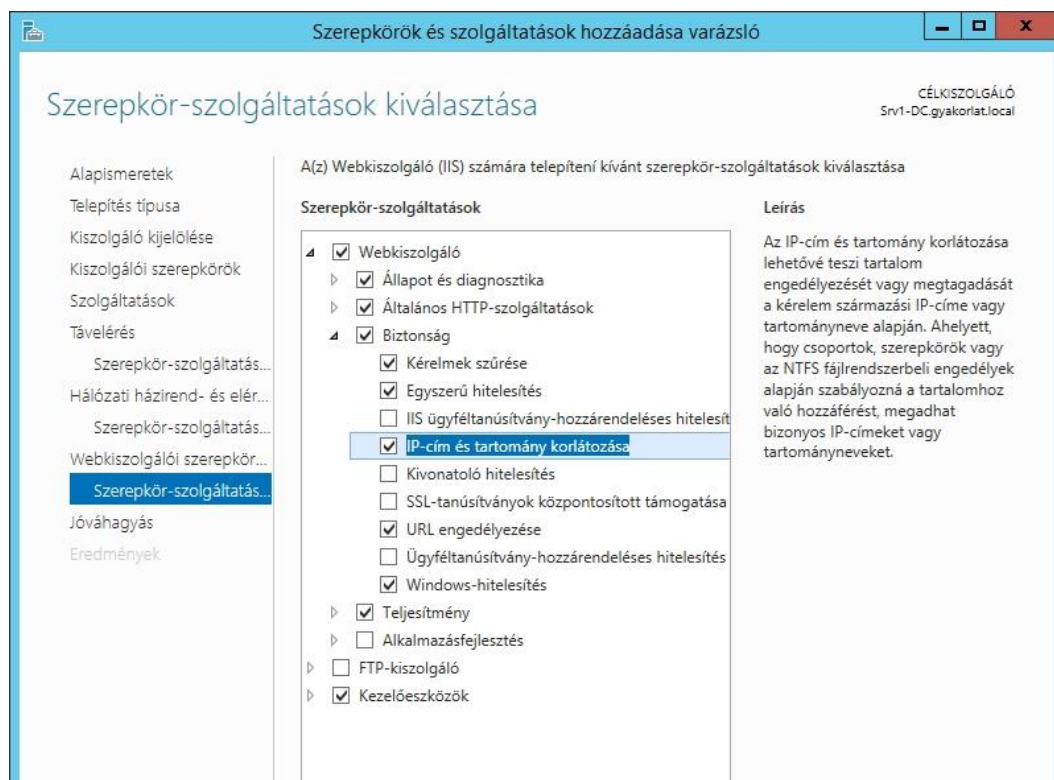 Szerepkörök és szolgáltatások hozzáadása varázsló
Szerepkör-szolgáltatások kiválasztása
CÉLKISZOLGÁLÓ
Srv1-DC.gyakorlat.local
Alapismeretek
Telepítés típusa
Kiszolgáló kijelölése
Kiszolgálói szerepkörök
Szolgáltatások
Távelérés
Szerepkör-szolgáltatás...
Hálózati házirend- és elér...
Szerepkör-szolgáltatás...
Webkiszolgálói szerepkör...
Szerepkör-szolgáltatás...
Jóváhagyás
Eredmények
A(z) Webkiszolgáló (IIS) számára telepíteni kívánt szerepkör-szolgáltatások kiválasztása
Szerepkör-szolgáltatások
Webkiszolgáló
Állapot és diagnosztika
Általános HTTP-szolgáltatások
Biztonság
Kérelmek szűrése
Egyszerű hitelesítés
IIS ügyféltanúsítvány-hozzárendeléses hitelesít
IP-cím és tartomány korlátozása
Kivonatoló hitelesítés
SSL-tanúsítványok központosított támogatása
URL engedélyezése
Ügyféltanúsítvány-hozzárendeléses hitelesítés
Windows-hitelesítés
Teljesítmény
Alkalmazásfejlesztés
FTP-kiszolgáló
Kezelőeszközök
Leírás
Az IP-cím és tartomány korlátozása
lehetővé teszi tartalom
engedélyezését vagy megtagadását
a kérelem származási IP-címe vagy
tartományneve alapján. Ahelyett,
hogy csoportok, szerepkörök vagy
az NTFS fájlrendszerbeli engedélyek
alapján szabályozná a tartalomhoz
való hozzáférést, megadhat
bizonyos IP-címeket vagy
tartományneveket.